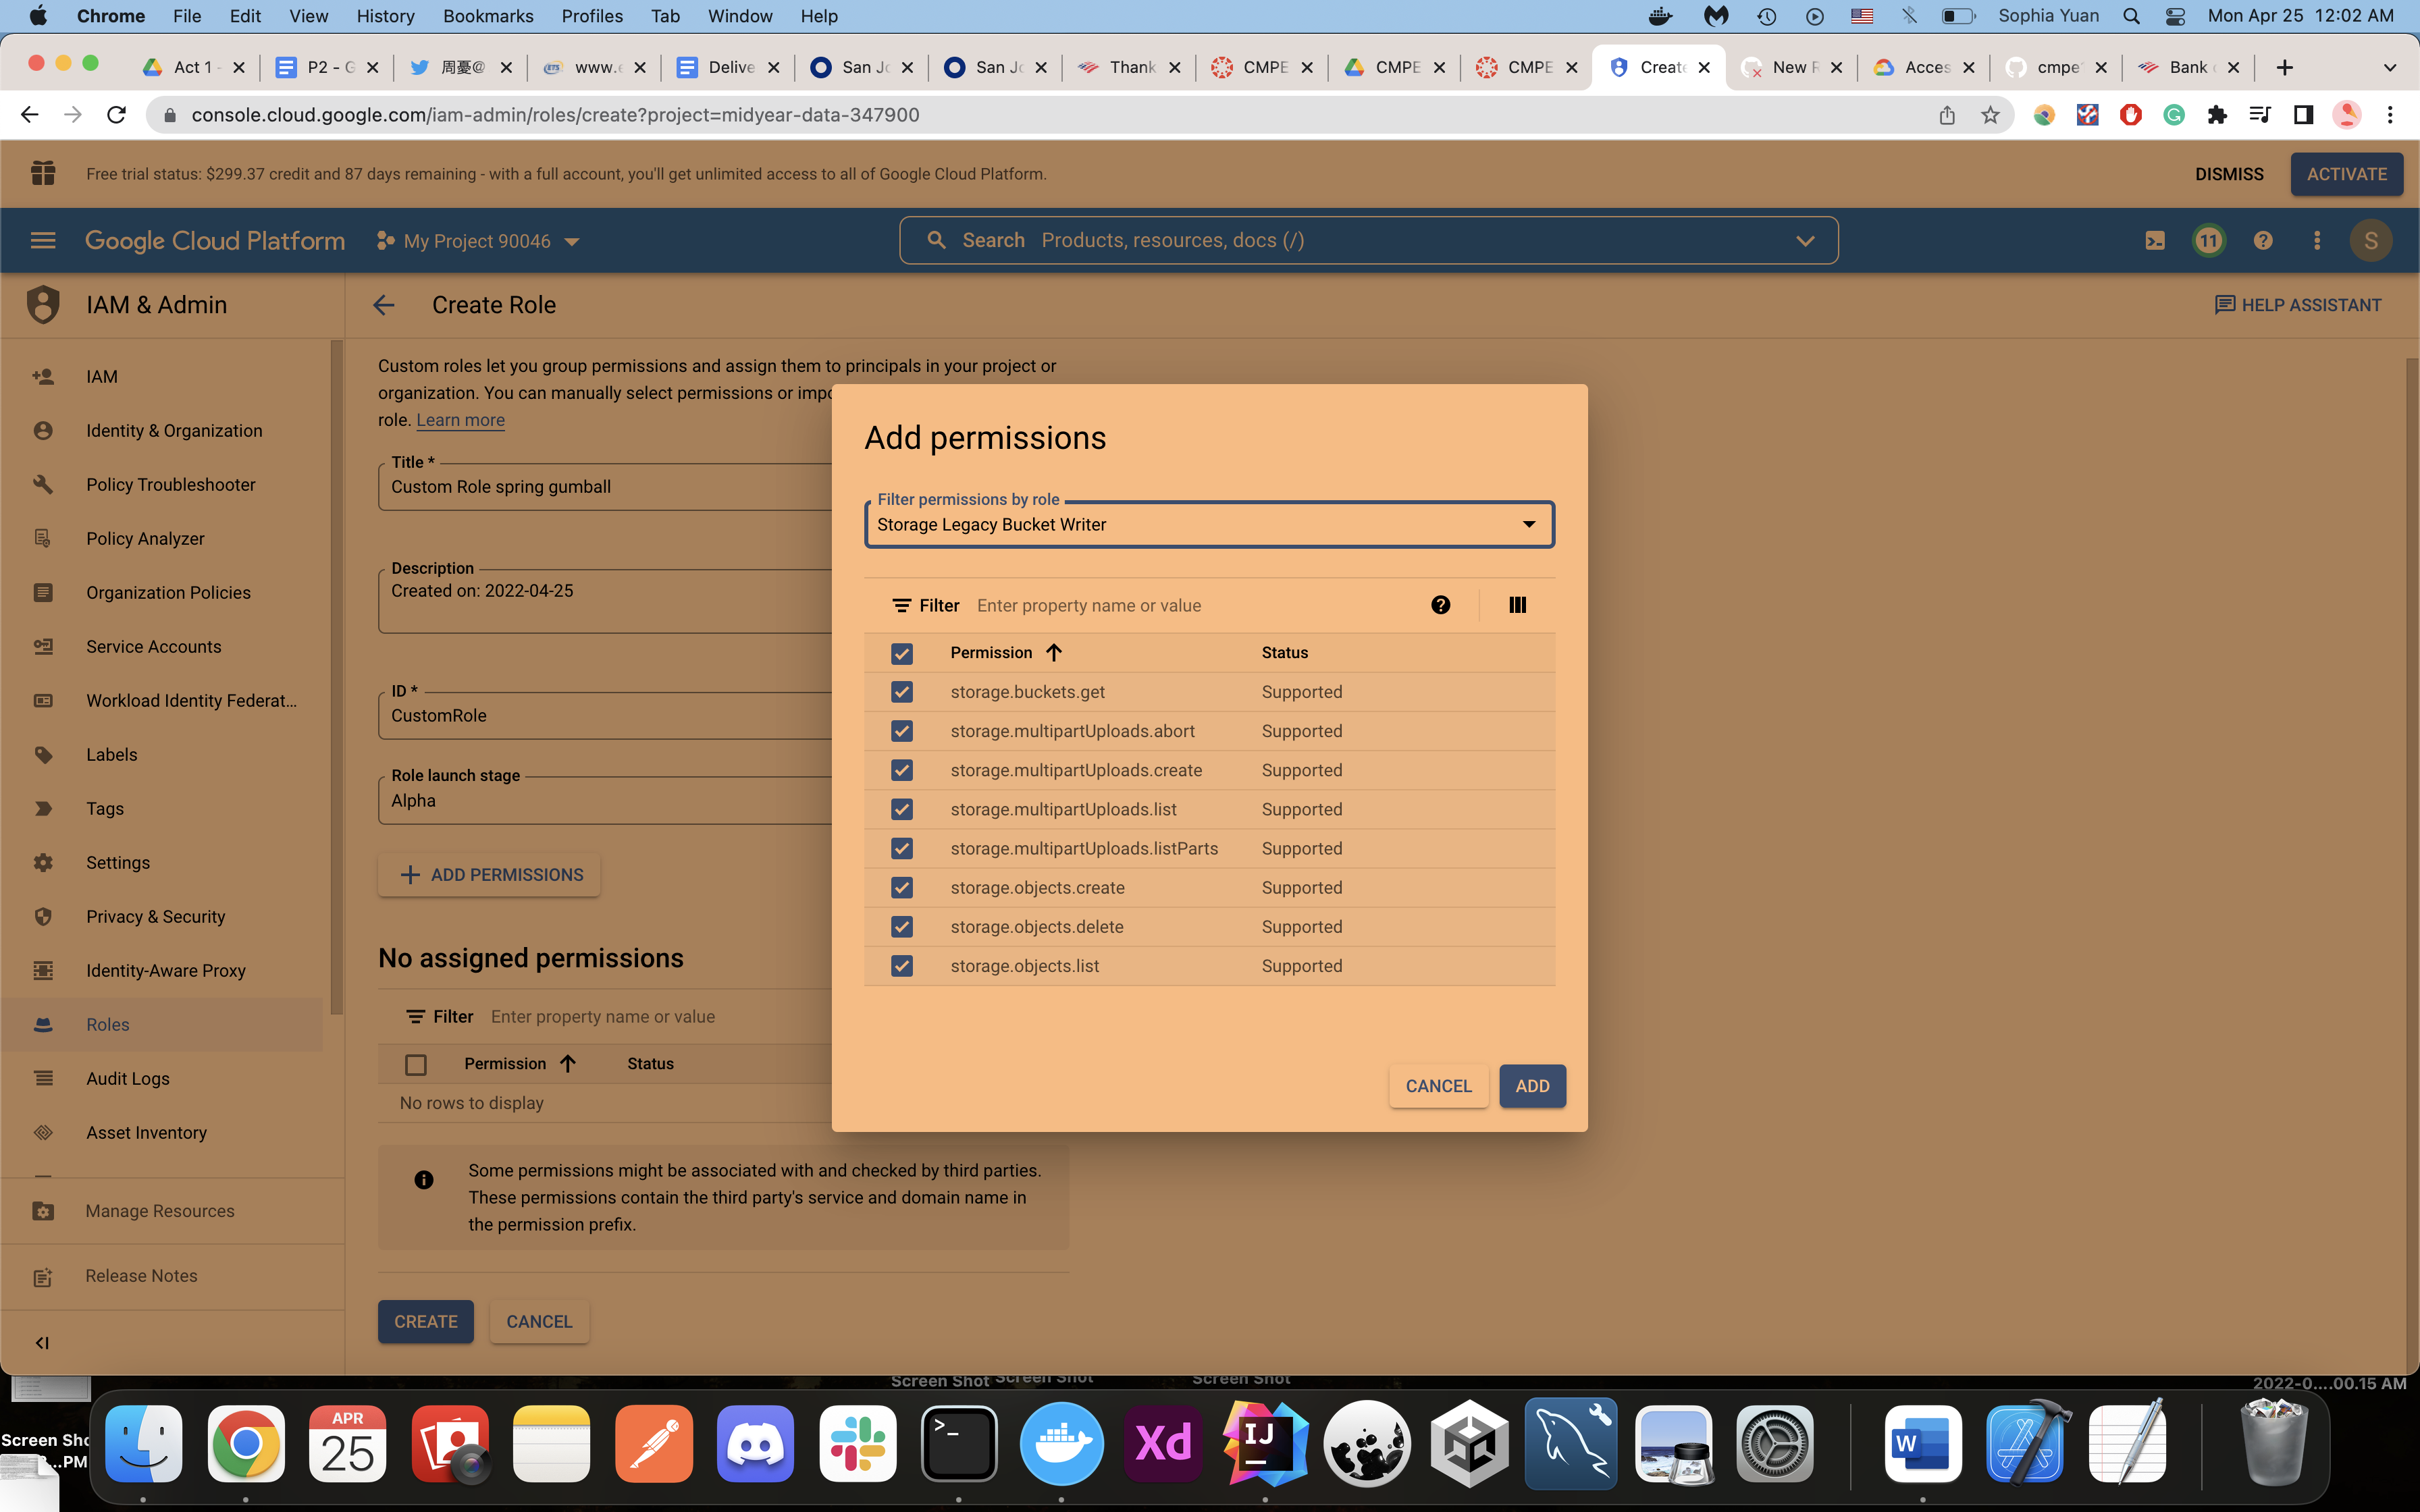 Chrome File Edit View History Bookmarks Profiles Tab Window Help Sophia Yuan Mon Apr 25 12:02 AM
Act 1 - P2 - G 周憂@ www.e Delive San Jo San Jo Thank CMPE CMPE CMPE Create New R Acces cmpe Bank
console.cloud.google.com/iam-admin/roles/create?project=midyear-data-347900
Free trial status: $299.37 credit and 87 days remaining - with a full account, you'll get unlimited access to all of Google Cloud Platform. DISMISS ACTIVATE
Google Cloud Platform My Project 90046 Search Products, resources, docs (/) 11 S
IAM & Admin
IAM
Identity & Organization
Policy Troubleshooter
Policy Analyzer
Organization Policies
Service Accounts
Workload Identity Federat...
Labels
Tags
Settings
Privacy & Security
Identity-Aware Proxy
Roles
Audit Logs
Asset Inventory
Manage Resources
Release Notes
Create Role
HELP ASSISTANT
Custom roles let you group permissions and assign them to principals in your project or
organization. You can manually select permissions or impo
role. Learn more
Title *
Custom Role spring gumball
Description
Created on: 2022-04-25
ID *
CustomRole
Role launch stage
Alpha
ADD PERMISSIONS
No assigned permissions
Filter Enter property name or value
Permission Status
No rows to display
Some permissions might be associated with and checked by third parties.
These permissions contain the third party's service and domain name in
the permission prefix.
CREATE CANCEL
Add permissions
Filter permissions by role
Storage Legacy Bucket Writer
Filter Enter property name or value
Permission Status
storage.buckets.get Supported
storage.multipartUploads.abort Supported
storage.multipartUploads.create Supported
storage.multipartUploads.list Supported
storage.multipartUploads.listParts Supported
storage.objects.create Supported
storage.objects.delete Supported
storage.objects.list Supported
CANCEL ADD
Screen Shot Screen Shot Screen Shot 2022-0....00.15 AM
Screen Sho
...PM
APR
25
>_
Xd
IJ
W